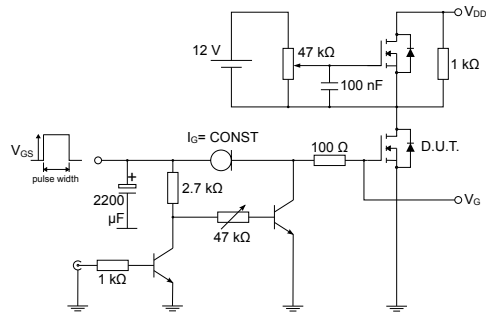 V_DD
12 V
47 kΩ
1 kΩ
100 nF
I_G= CONST
100 Ω
D.U.T.
V_GS
pulse width
+
2200
μF
2.7 kΩ
47 kΩ
V_G
1 kΩ